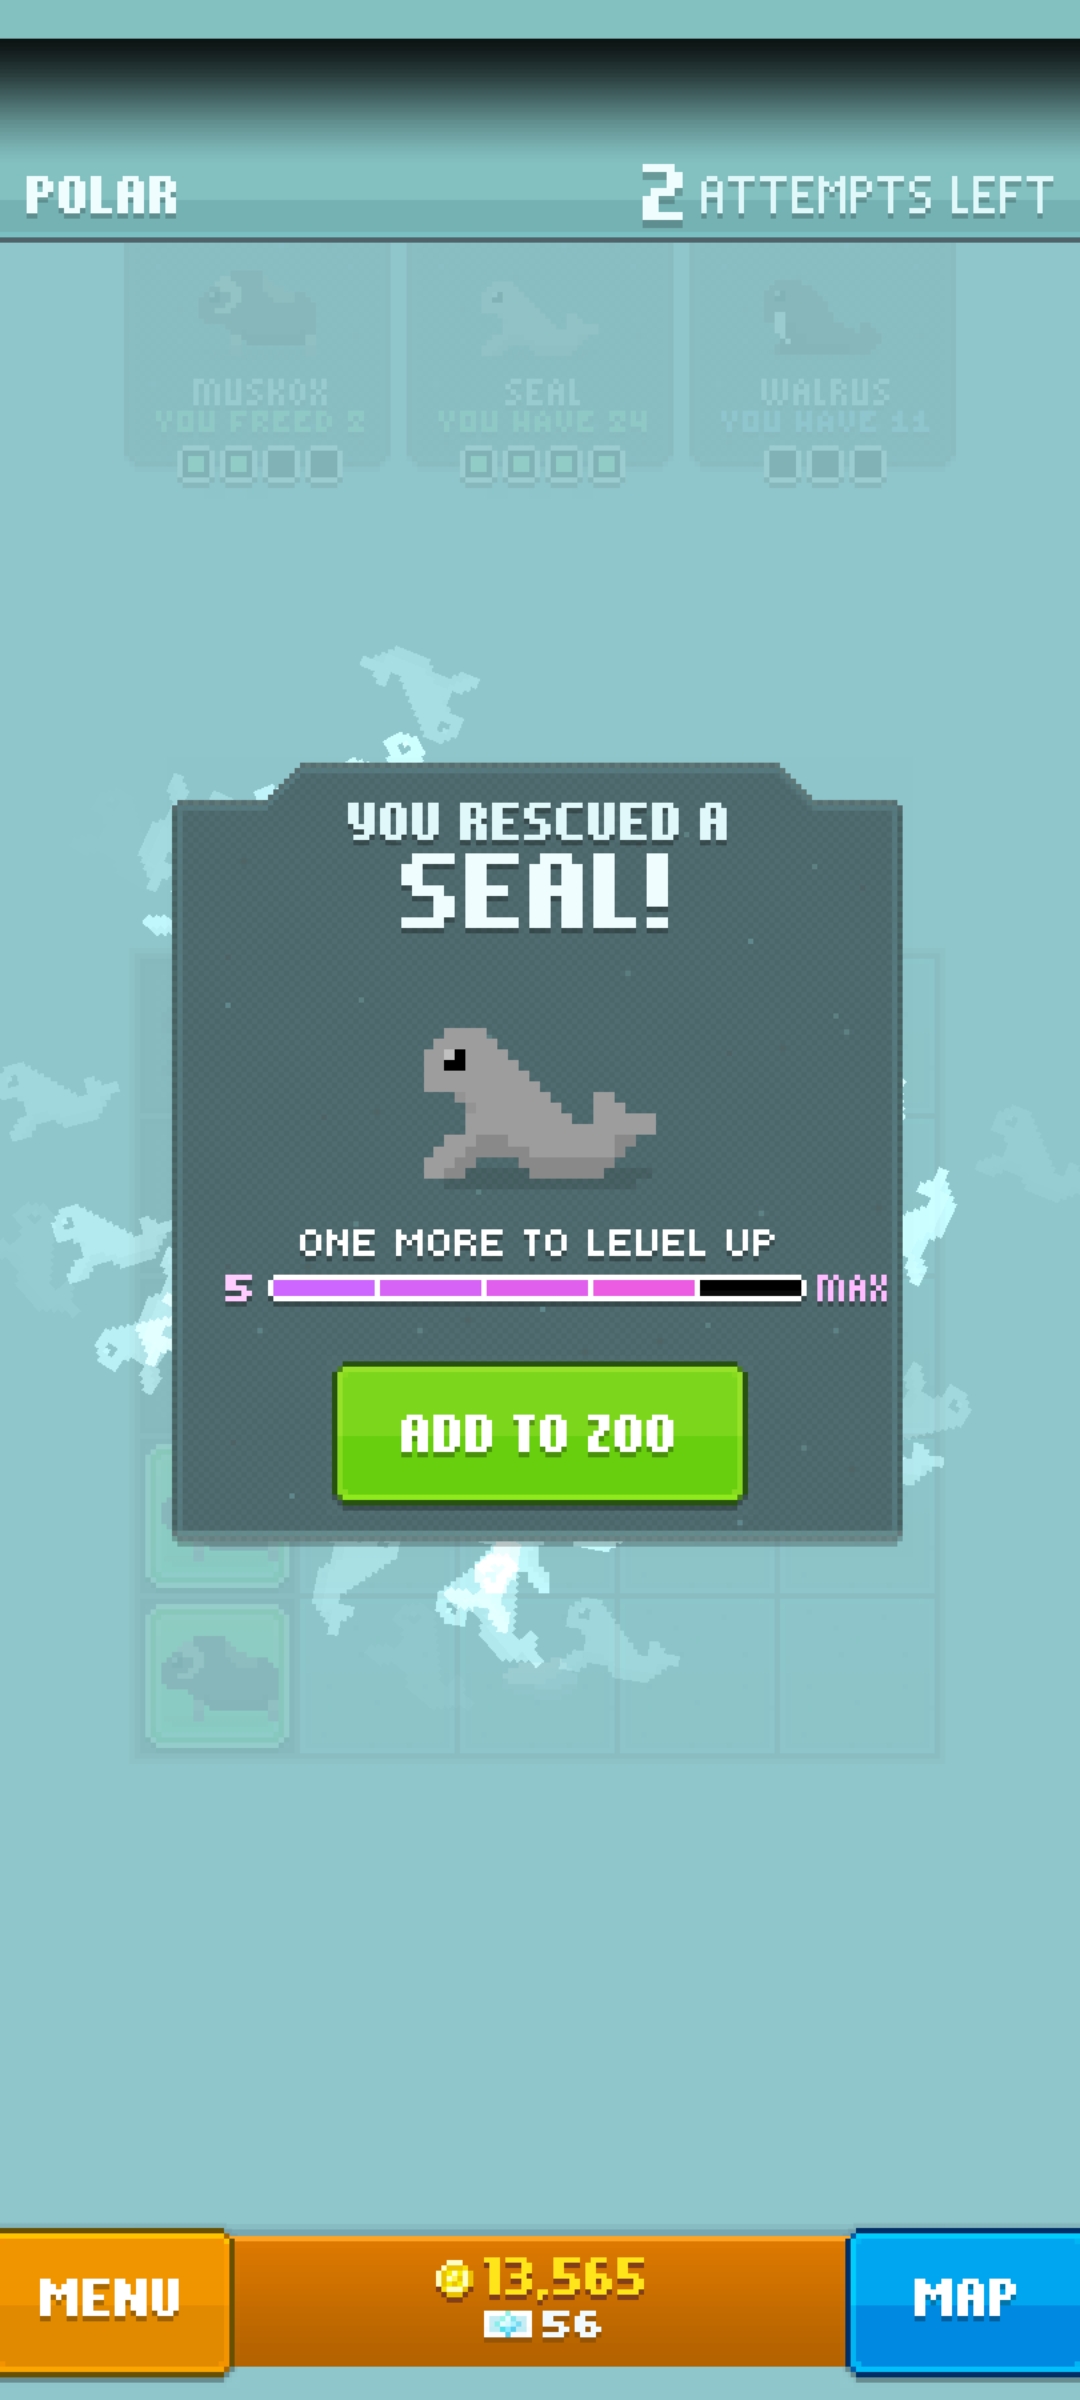 POLAR
2 ATTEMPTS LEFT
MUSKOX
YOU FREED 2
SEAL
YOU HAVE 24
WALRUS
YOU HAVE 11
YOU RESCUED A
SEAL!
ONE MORE TO LEVEL UP
5 MAX
ADD TO ZOO
MENU
13,565
56
MAP